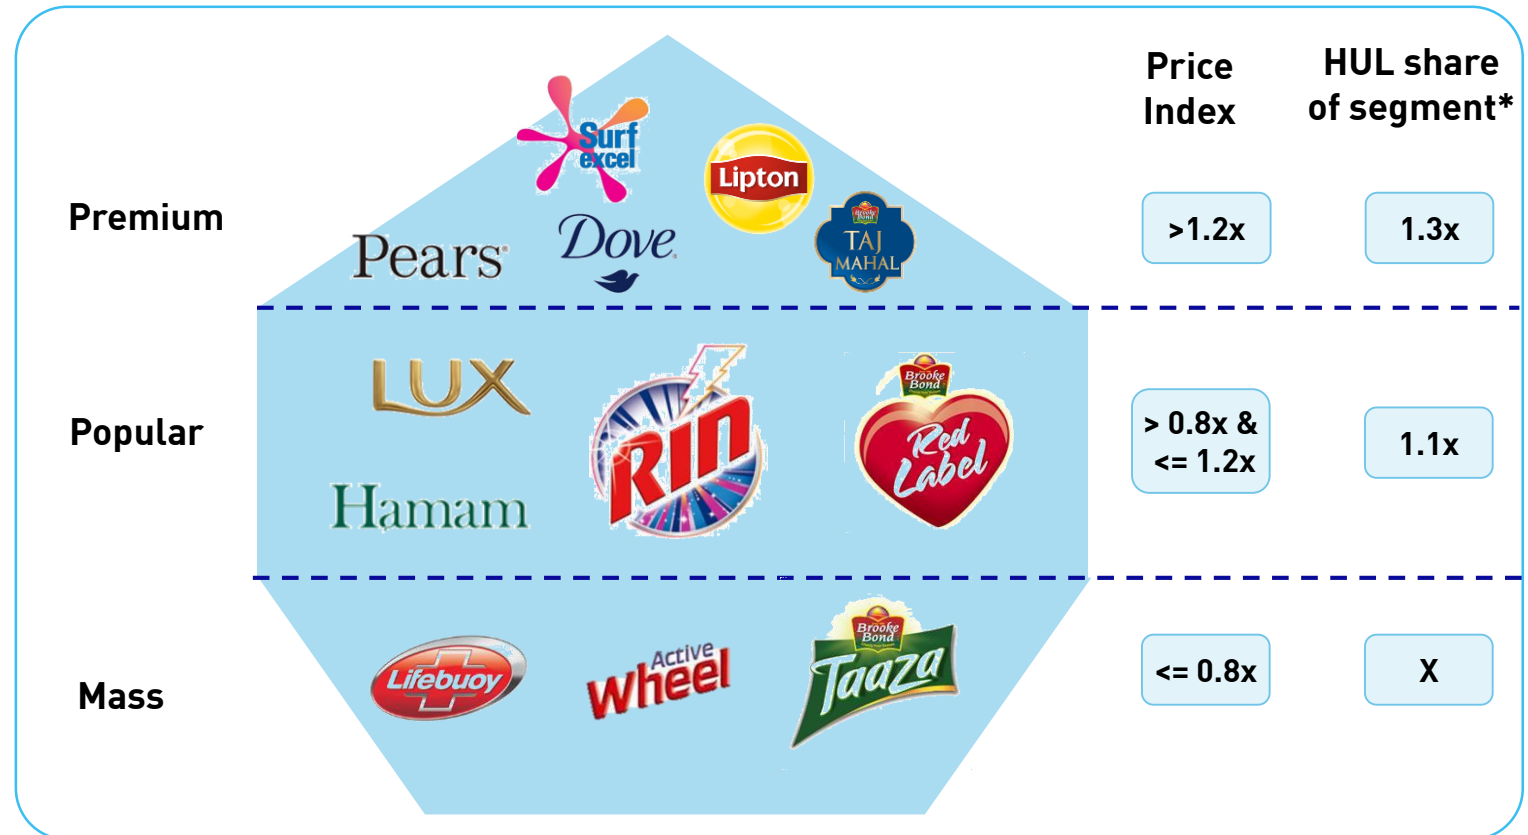 Price
Index
HUL share
of segment*
Premium
Surf
excel
Lipton
Pears
Dove
Brooke
Bond
TAJ
MAHAL
>1.2x
1.3x
Popular
LUX
Hamam
RIN
Brooke
Bond
Red
Label
> 0.8x &
<= 1.2x
1.1x
Mass
Lifebuoy
Active
Wheel
Brooke
Bond
Taaza
<= 0.8x
X